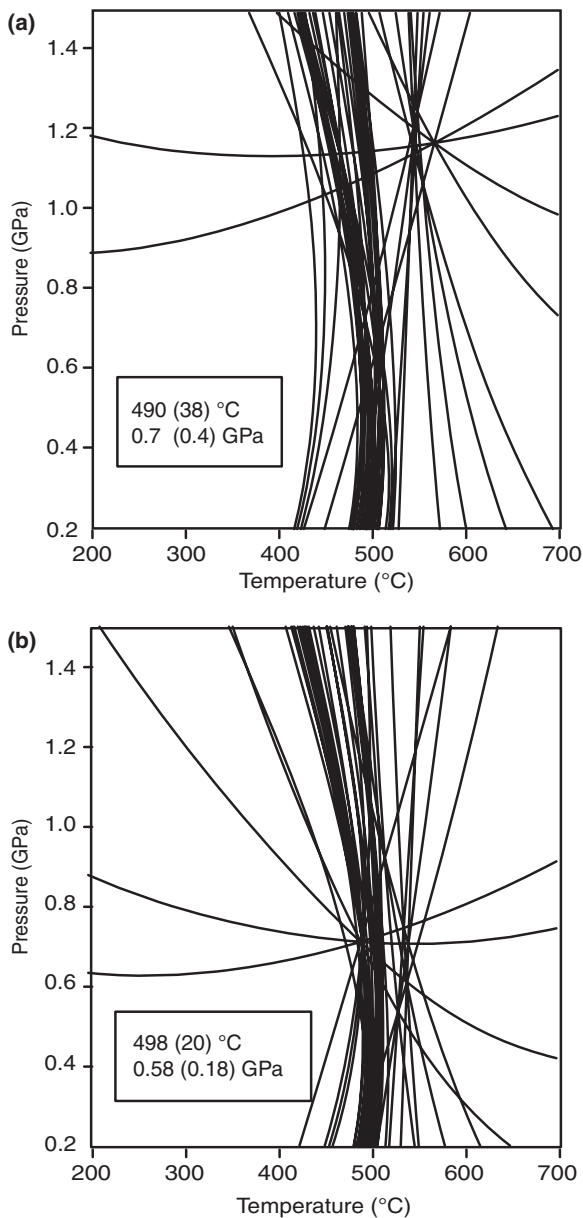 (a)
1.4
1.2
1.0
0.8
0.6
0.4
0.2
Pressure (GPa)
490 (38) °C
0.7 (0.4) GPa
200 300 400 500 600 700
Temperature (°C)
(b)
1.4
1.2
1.0
0.8
0.6
0.4
0.2
Pressure (GPa)
498 (20) °C
0.58 (0.18) GPa
200 300 400 500 600 700
Temperature (°C)